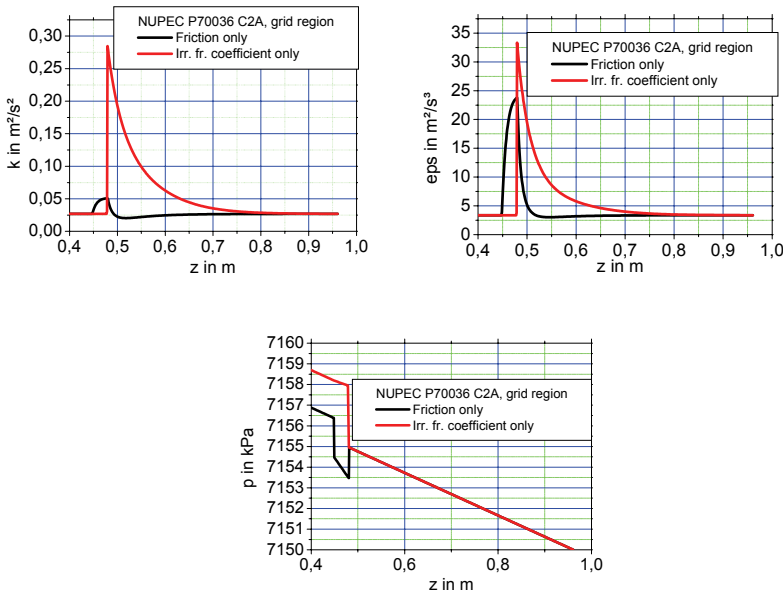 NUPEC P70036 C2A, grid region
Friction only
Irr. fr. coefficient only
k in m²/s²
0,30
0,25
0,20
0,15
0,10
0,05
0,00
0,4 0,5 0,6 0,7 0,8 0,9 1,0
z in m
NUPEC P70036 C2A, grid region
Friction only
Irr. fr. coefficient only
eps in m²/s³
35
30
25
20
15
10
5
0
0,4 0,5 0,6 0,7 0,8 0,9 1,0
z in m
NUPEC P70036 C2A, grid region
Friction only
Irr. fr. coefficient only
p in kPa
7160
7159
7158
7157
7156
7155
7154
7153
7152
7151
7150
0,4 0,6 0,8 1,0
z in m